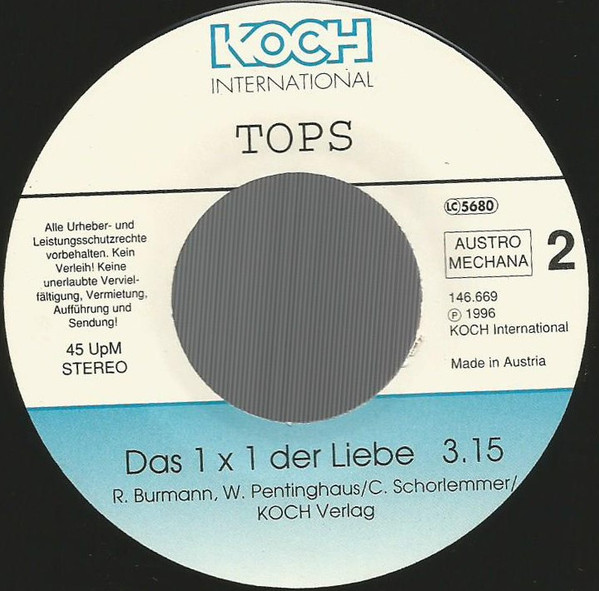 KOCH
INTERNATIONAL
TOPS
Alle Urheber- und
Leistungsschutzrechte
vorbehalten. Kein
Verleih! Keine
unerlaubte Verviel-
fältigung, Vermietung,
Aufführung und
Sendung!
45 UpM
STEREO
LC 5680
AUSTRO
MECHANA
2
146.669
℗ 1996
KOCH International
Made in Austria
Das 1 x 1 der Liebe 3.15
R. Burmann, W. Pentinghaus/C. Schorlemmer/
KOCH Verlag